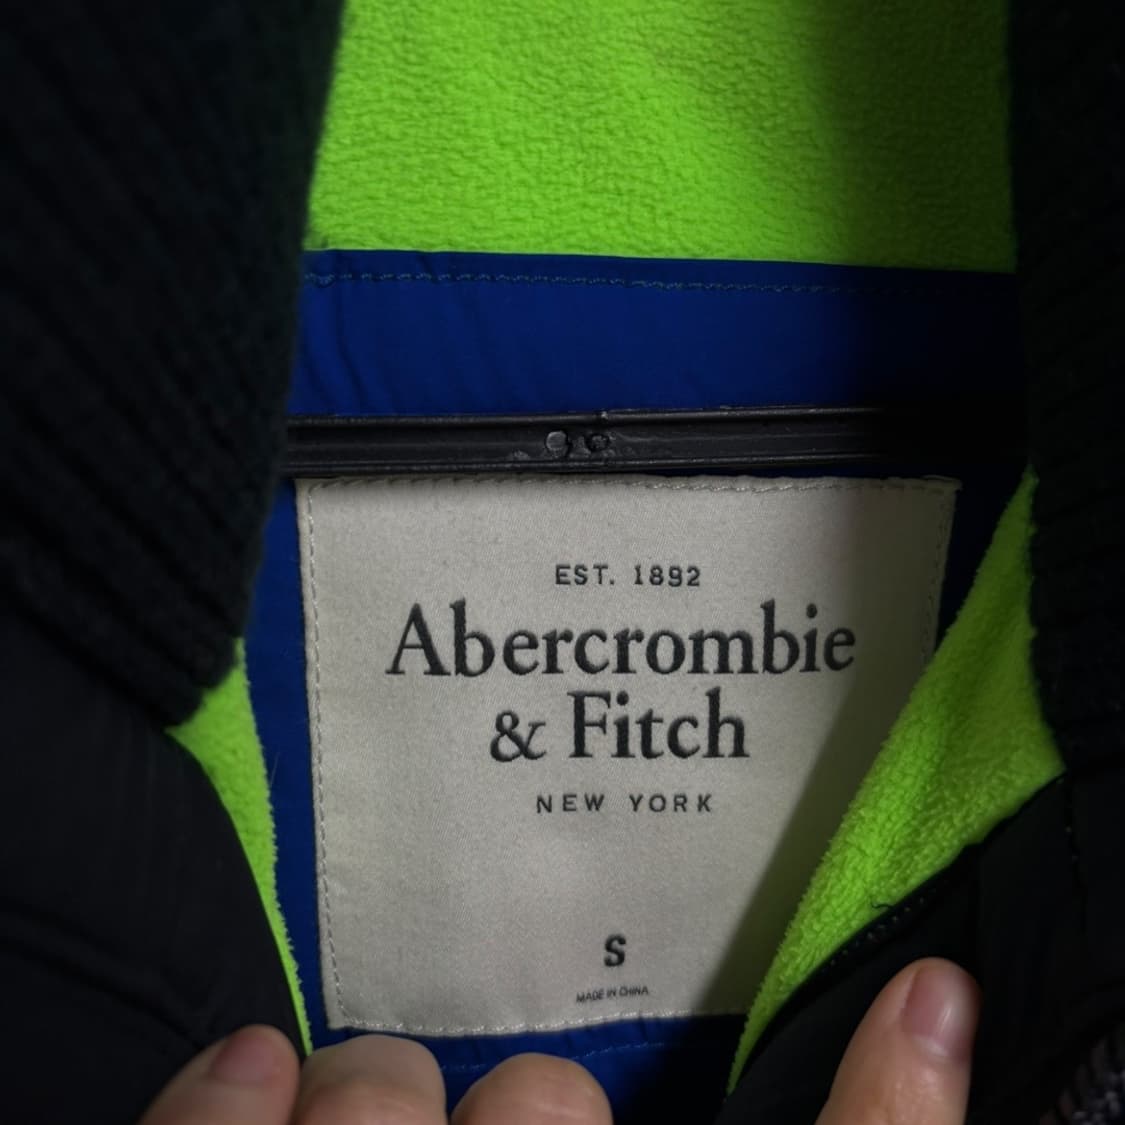 EST. 1892
Abercrombie
& Fitch
NEW YORK
S
MADE IN CHINA